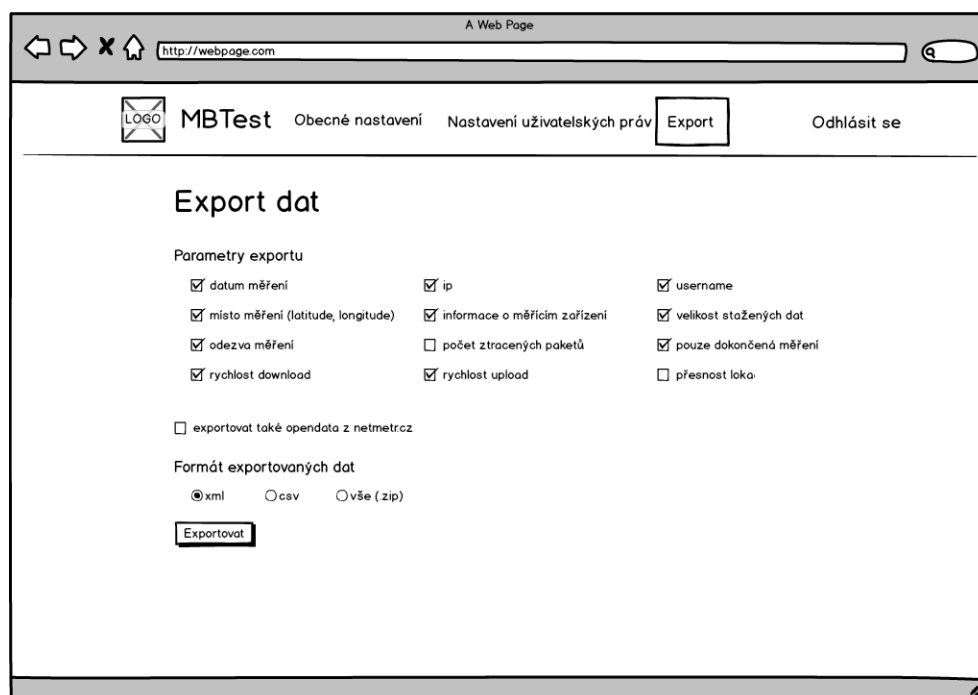 A Web Page
http://webpage.com
LOGO MBTest Obecné nastavení Nastavení uživatelských práv Export Odhlásit se
Export dat
Parametry exportu
datum měření ip username
místo měření (latitude, longitude) informace o měřícím zařízení velikost stažených dat
odezva měření počet ztracených paketů pouze dokončená měření
rychlost download rychlost upload přesnost loka
exportovat také opendata z netmetr.cz
Formát exportovaných dat
xml csv vše (.zip)
Exportovat